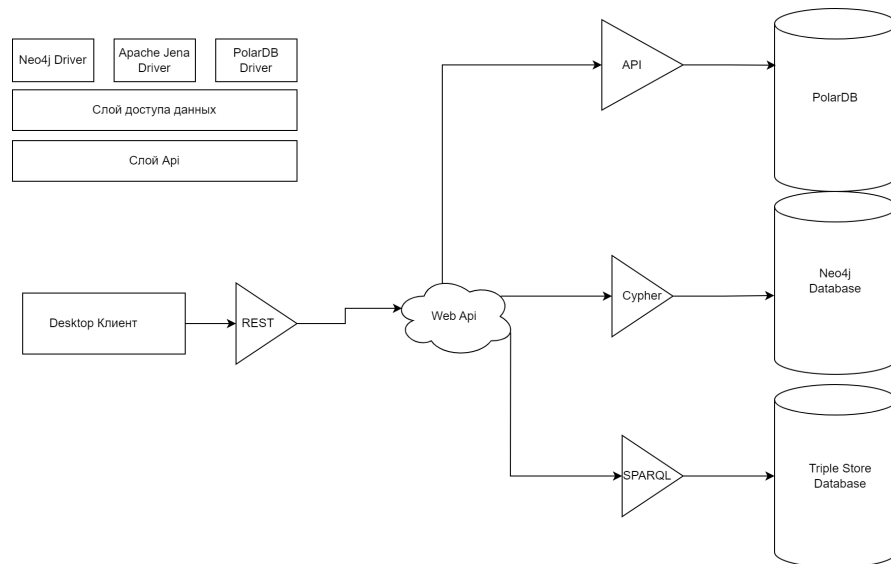 Neo4j Driver
Apache Jena
Driver
PolarDB
Driver
Слой доступа данных
Слой Api
API
PolarDB
Desktop Клиент
REST
Web Api
Cypher
Neo4j
Database
SPARQL
Triple Store
Database